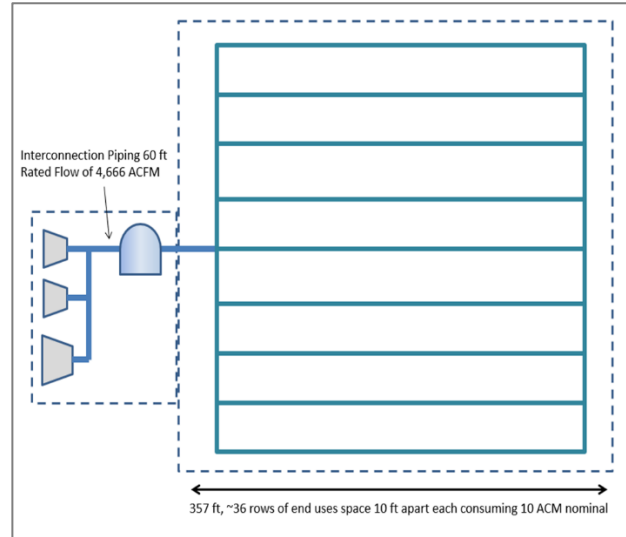 Interconnection Piping 60 ft
Rated Flow of 4,666 ACFM
357 ft, ~36 rows of end uses space 10 ft apart each consuming 10 ACM nominal